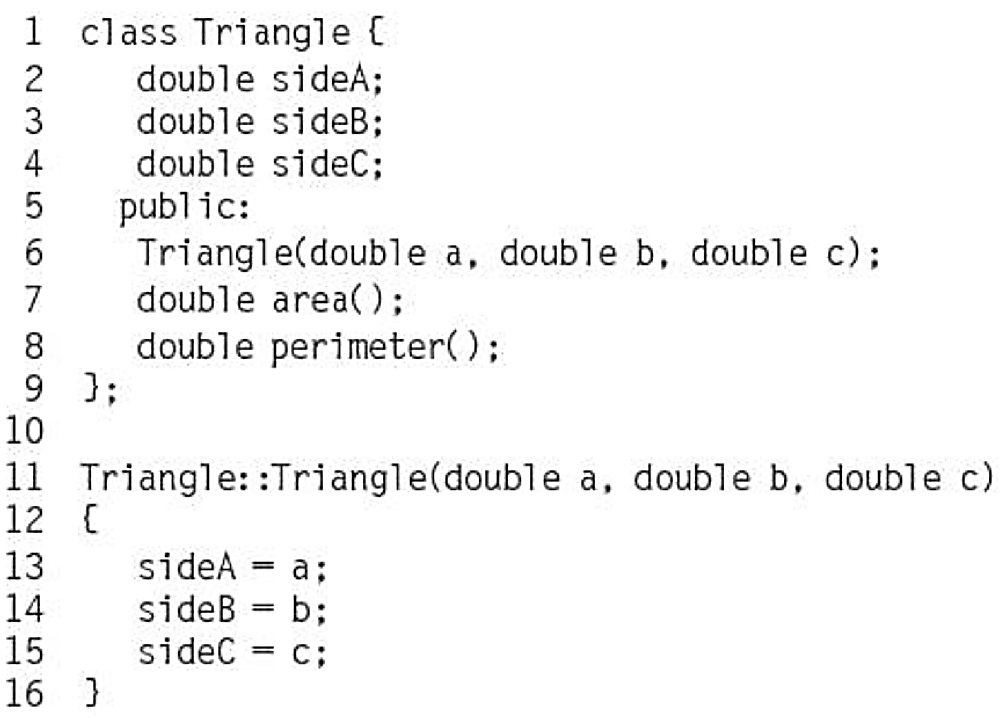 1 class Triangle {
2 double sideA;
3 double sideB;
4 double sideC;
5 public:
6 Triangle(double a, double b, double c);
7 double area();
8 double perimeter();
9 };
10
11 Triangle::Triangle(double a, double b, double c)
12 {
13 sideA = a;
14 sideB = b;
15 sideC = c;
16 }